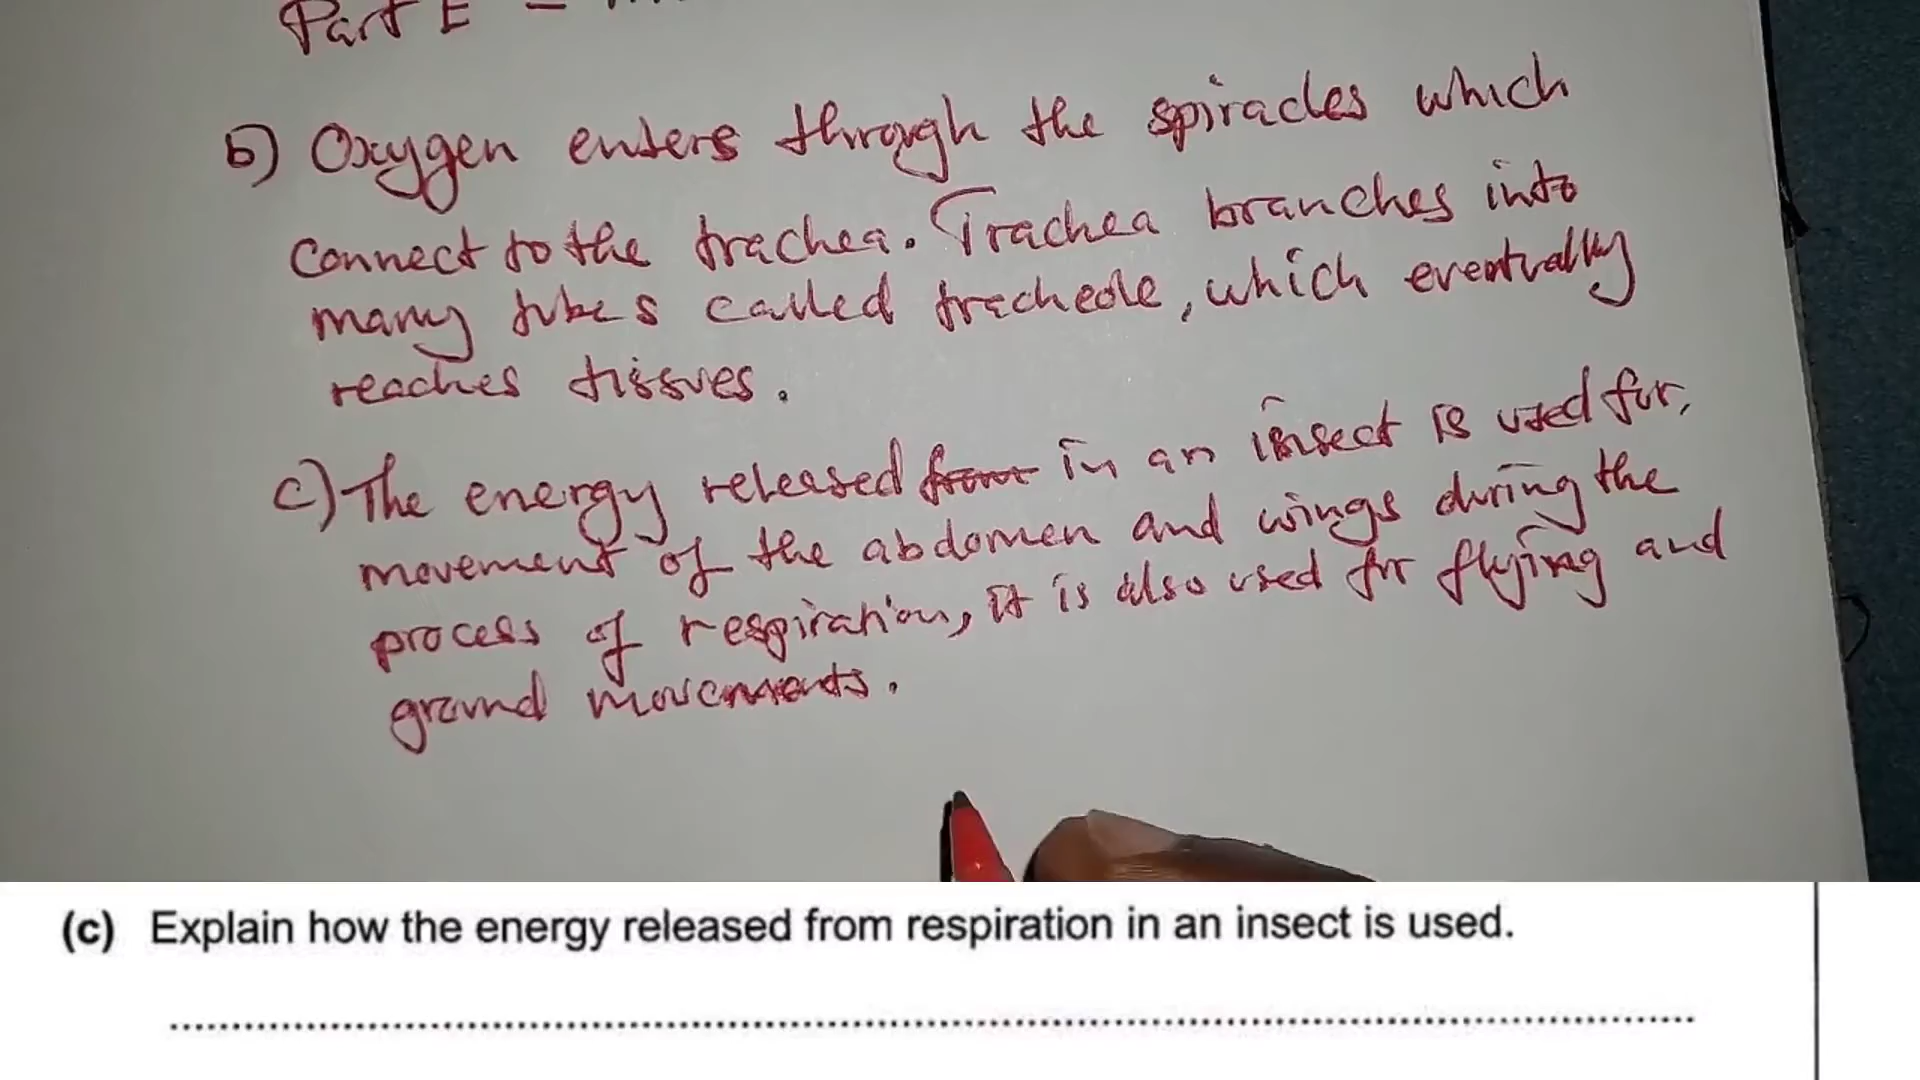 Part E -
b) Oxygen enters through the spiracles which
connect to the trachea. Trachea branches into
many tubes called tracheole, which eventually
reaches tissues.
c) The energy released from in an insect is used for,
movement of the abdomen and wings during the
process of respiration, it is also used for flying and
ground movements.
(c) Explain how the energy released from respiration in an insect is used.